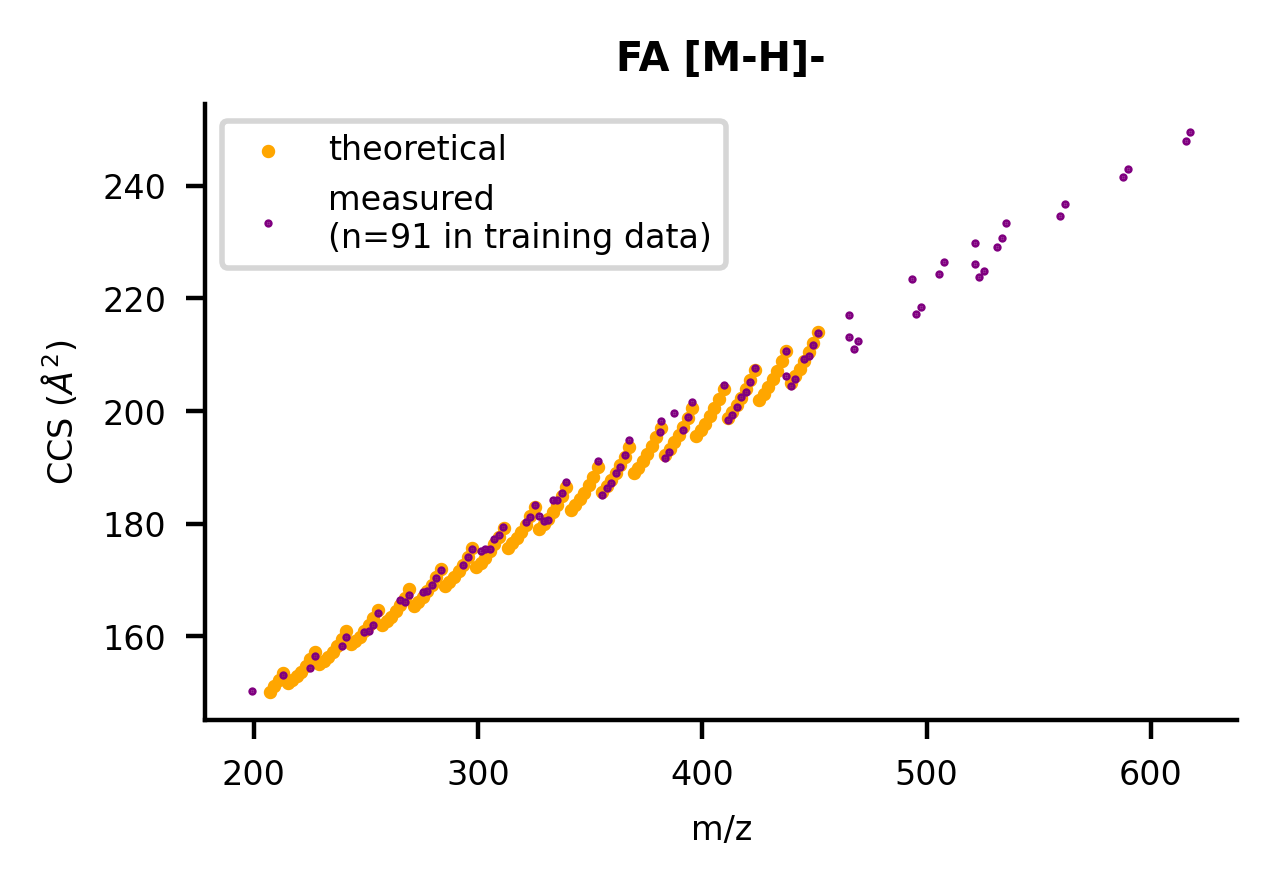 FA [M-H]-
theoretical
measured
(n=91 in training data)
CCS (Å²)
240
220
200
180
160
200
300
400
500
600
m/z